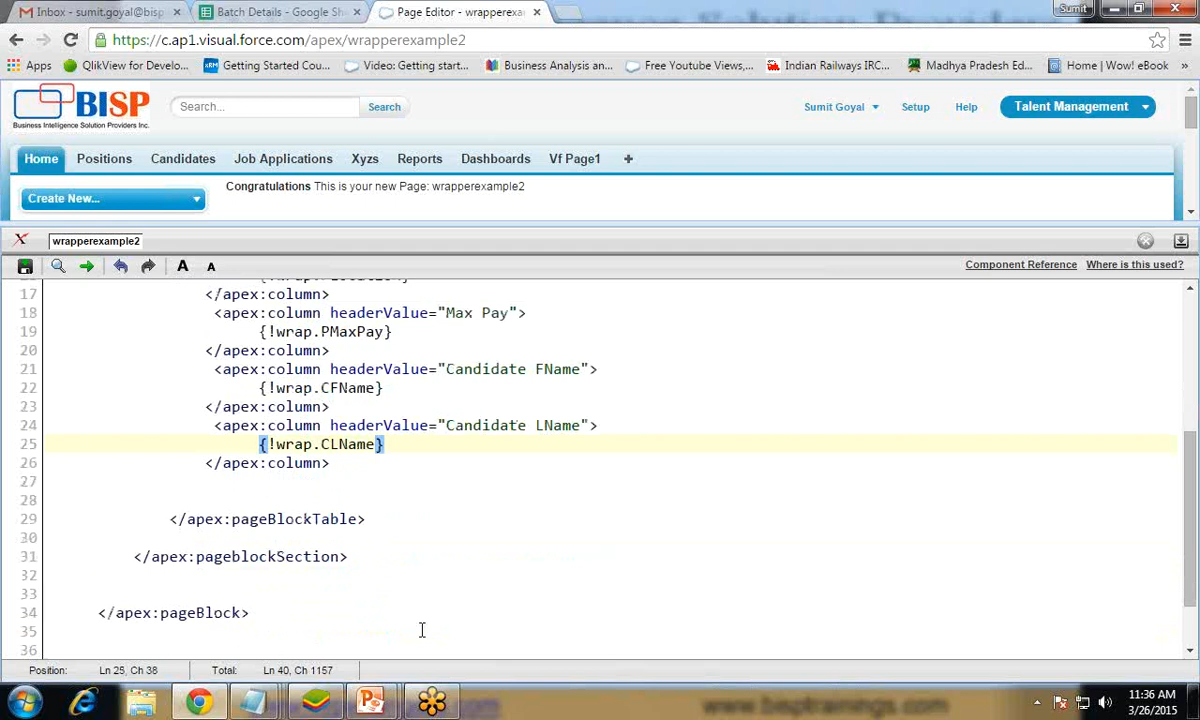 Inbox - sumit.goyal@bisp
Batch Details - Google Sh
Page Editor - wrapperexa
Sumit
https://c.ap1.visual.force.com/apex/wrapperexample2
Apps
QlikView for Develo...
Getting Started Cou...
Video: Getting start...
Business Analysis an...
Free Youtube Views,...
Indian Railways IRC...
Madhya Pradesh Ed...
Home | Wow! eBook
»
BISP
Business Intelligence Solution Providers Inc.
Search...
Search
Sumit Goyal
Setup
Help
Talent Management
Home
Positions
Candidates
Job Applications
Xyzs
Reports
Dashboards
Vf Page1
+
Create New...
Congratulations This is your new Page: wrapperexample2
wrapperexample2
A A
Component Reference
Where is this used?
17 </apex:column>
18 <apex:column headerValue="Max Pay">
19 {!wrap.PMaxPay}
20 </apex:column>
21 <apex:column headerValue="Candidate FName">
22 {!wrap.CFName}
23 </apex:column>
24 <apex:column headerValue="Candidate LName">
25 {!wrap.CLName}
26 </apex:column>
27
28
29 </apex:pageBlockTable>
30
31 </apex:pageblockSection>
32
33
34 </apex:pageBlock>
35
36
Position: Ln 25, Ch 38 Total: Ln 40, Ch 1157
11:36 AM
3/26/2015
www.bisptrainings.com